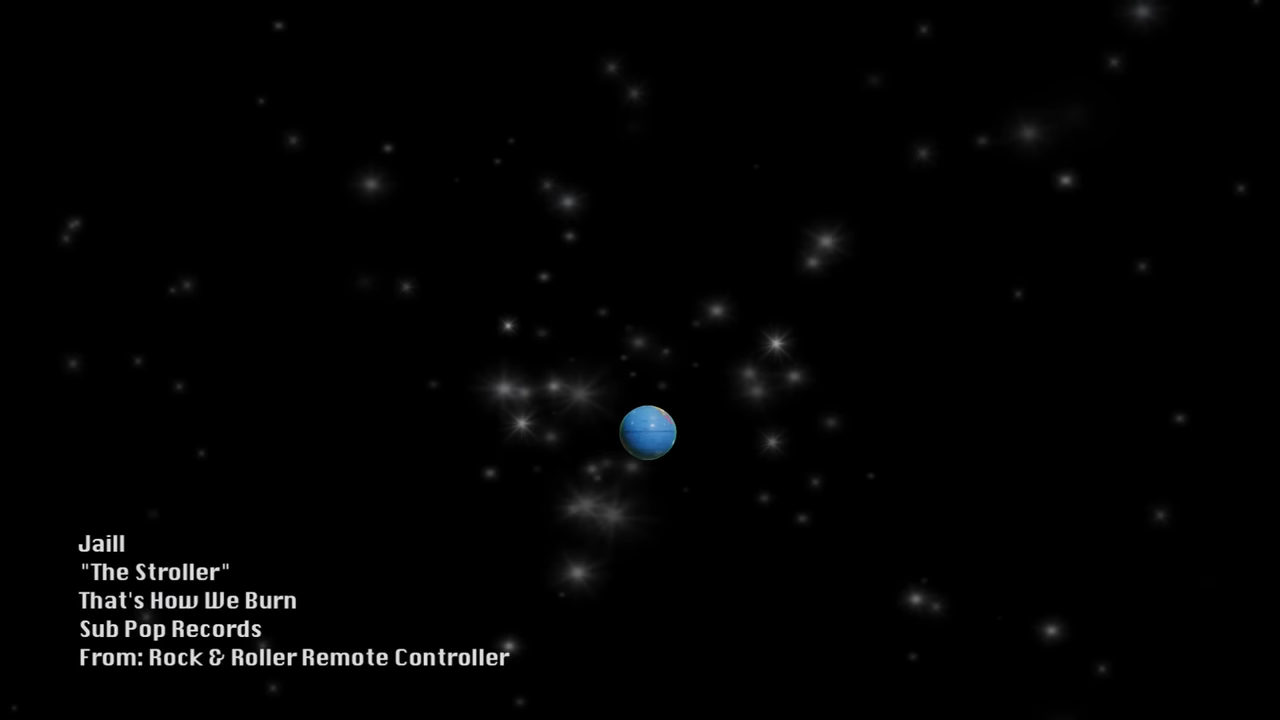 Jaill
"The Stroller"
That's How We Burn
Sub Pop Records
From: Rock & Roller Remote Controller